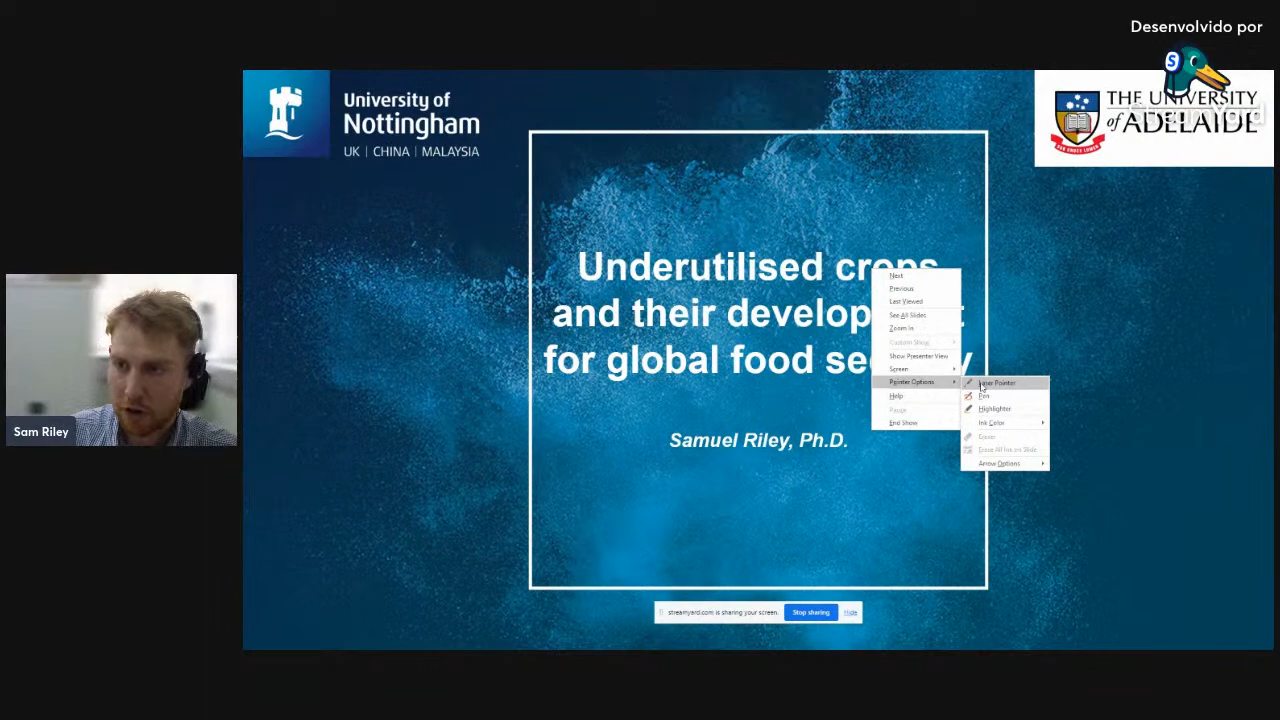 Desenvolvido por
University of
Nottingham
UK | CHINA | MALAYSIA
THE UNIVERSITY
of ADELAIDE
Underutilised crops
and their develop
for global food se
Samuel Riley, Ph.D.
Next
Previous
Last Viewed
See All Slides
Zoom In
Custom Show
Show Presenter View
Screen
Pointer Options
Help
Pause
End Show
Laser Pointer
Pen
Highlighter
Ink Color
Eraser
Erase All Ink on Slide
Arrow Options
Sam Riley
streamyard.com is sharing your screen.
Stop sharing
Hide